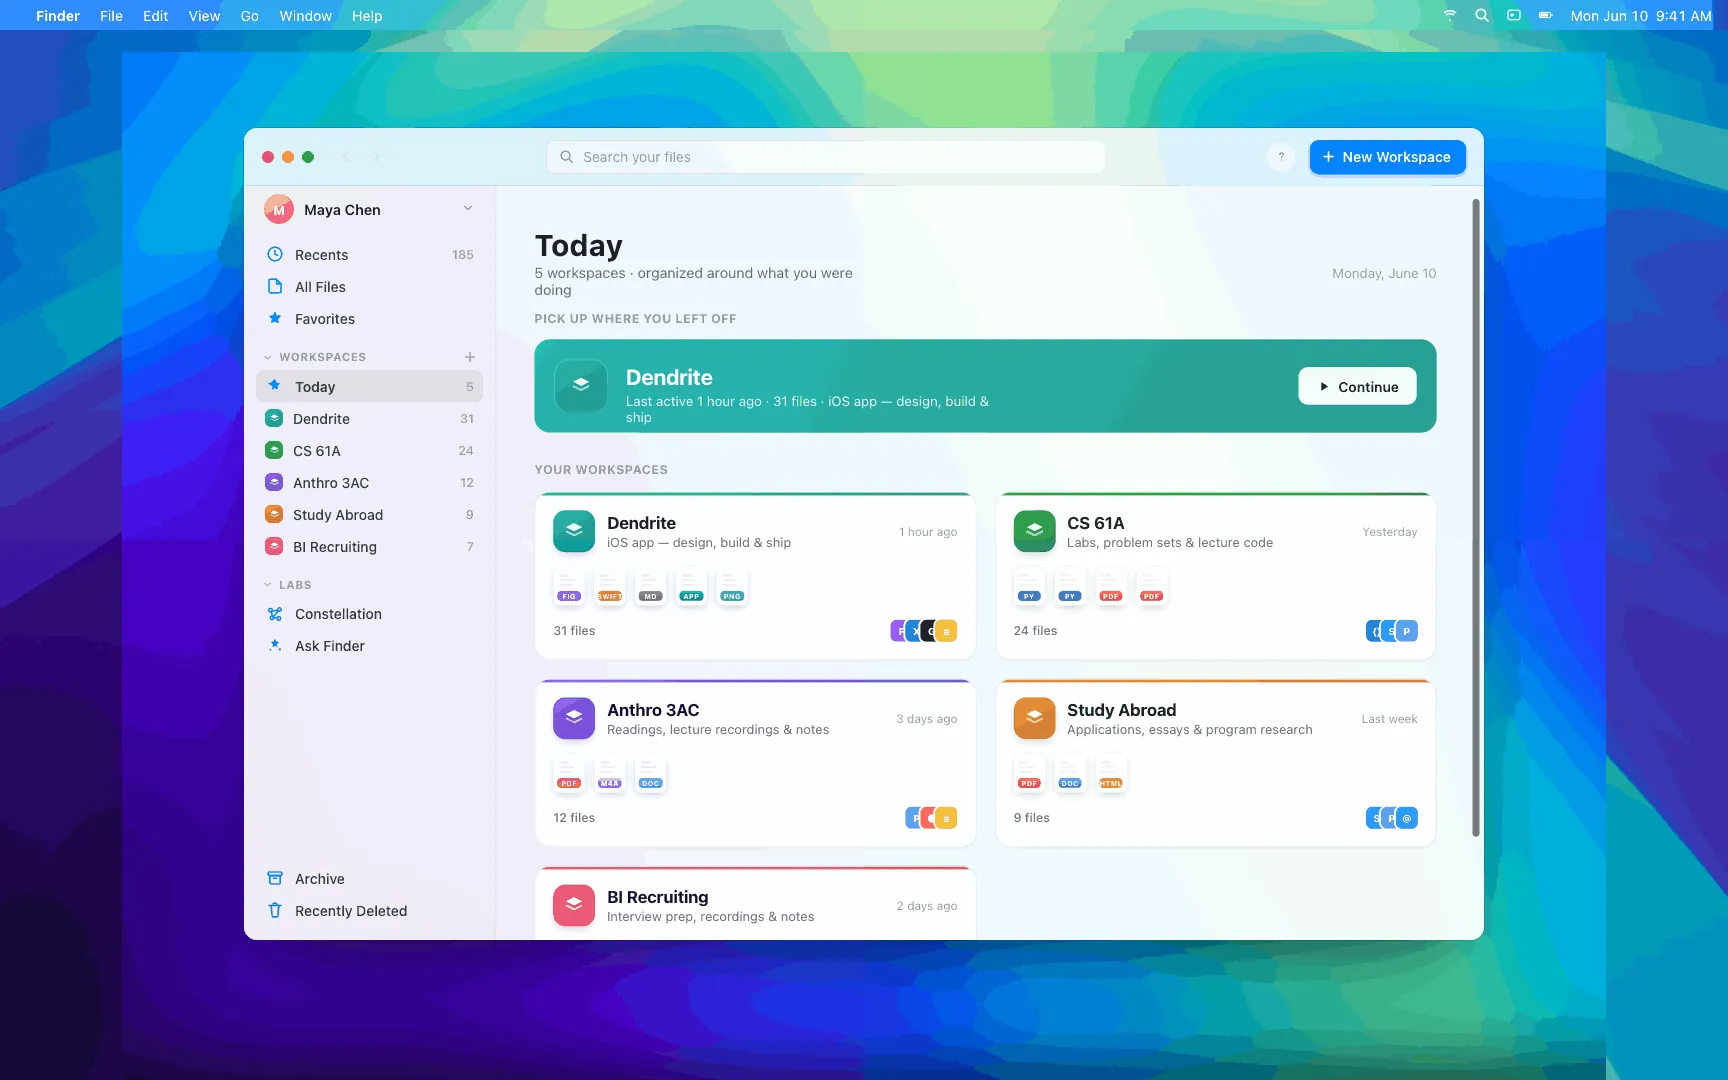 Finder File Edit View Go Window Help
Mon Jun 10 9:41 AM
Search your files
?
+ New Workspace
M Maya Chen
Recents 185
All Files
Favorites
WORKSPACES +
Today 5
Dendrite 31
CS 61A 24
Anthro 3AC 12
Study Abroad 9
BI Recruiting 7
LABS
Constellation
Ask Finder
Archive
Recently Deleted
Today
5 workspaces · organized around what you were
doing
Monday, June 10
PICK UP WHERE YOU LEFT OFF
Dendrite
Last active 1 hour ago · 31 files · iOS app — design, build &
ship
Continue
YOUR WORKSPACES
Dendrite
iOS app — design, build & ship
1 hour ago
FIG SWIFT MD APP PNG
31 files
F X G ≡
CS 61A
Labs, problem sets & lecture code
Yesterday
PY PY PDF PDF
24 files
{} S P
Anthro 3AC
Readings, lecture recordings & notes
3 days ago
PDF M4A DOC
12 files
P ≡
Study Abroad
Applications, essays & program research
Last week
PDF DOC HTML
9 files
S P @
BI Recruiting
Interview prep, recordings & notes
2 days ago